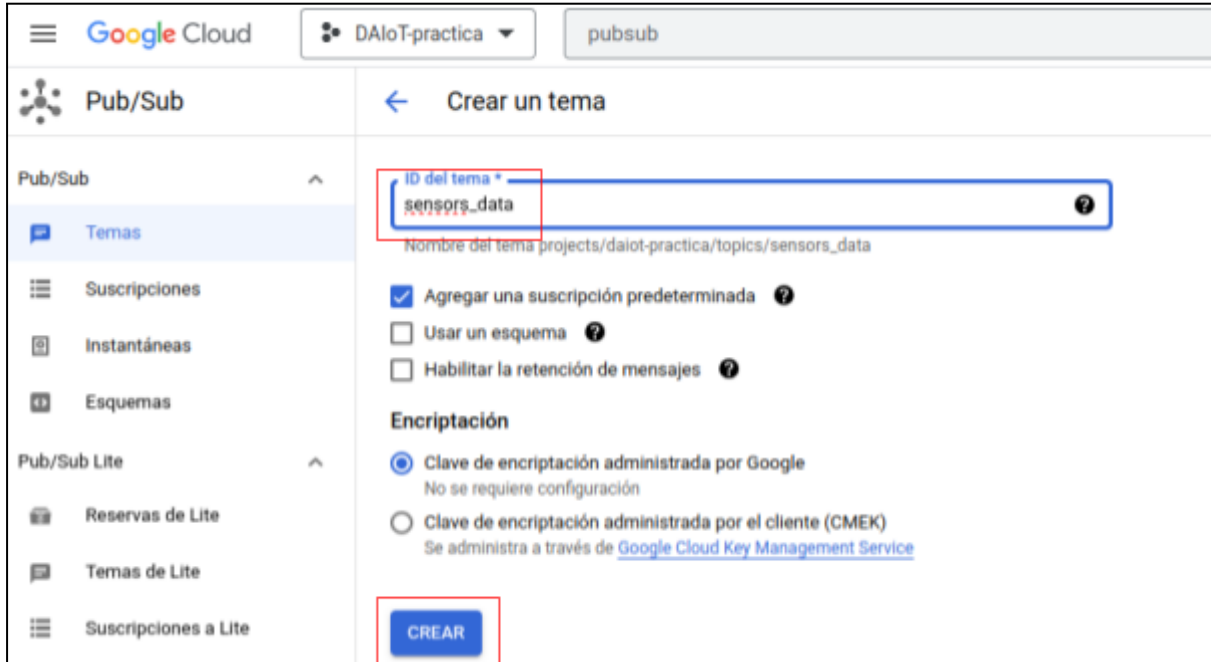 Google Cloud
DAIoT-practica
pubsub
Pub/Sub
Crear un tema
Pub/Sub
Temas
Suscripciones
Instantáneas
Esquemas
Pub/Sub Lite
Reservas de Lite
Temas de Lite
Suscripciones a Lite
ID del tema *
sensors_data
Nombre del tema projects/daiot-practica/topics/sensors_data
Agregar una suscripción predeterminada
Usar un esquema
Habilitar la retención de mensajes
Encriptación
Clave de encriptación administrada por Google
No se requiere configuración
Clave de encriptación administrada por el cliente (CMEK)
Se administra a través de Google Cloud Key Management Service
CREAR